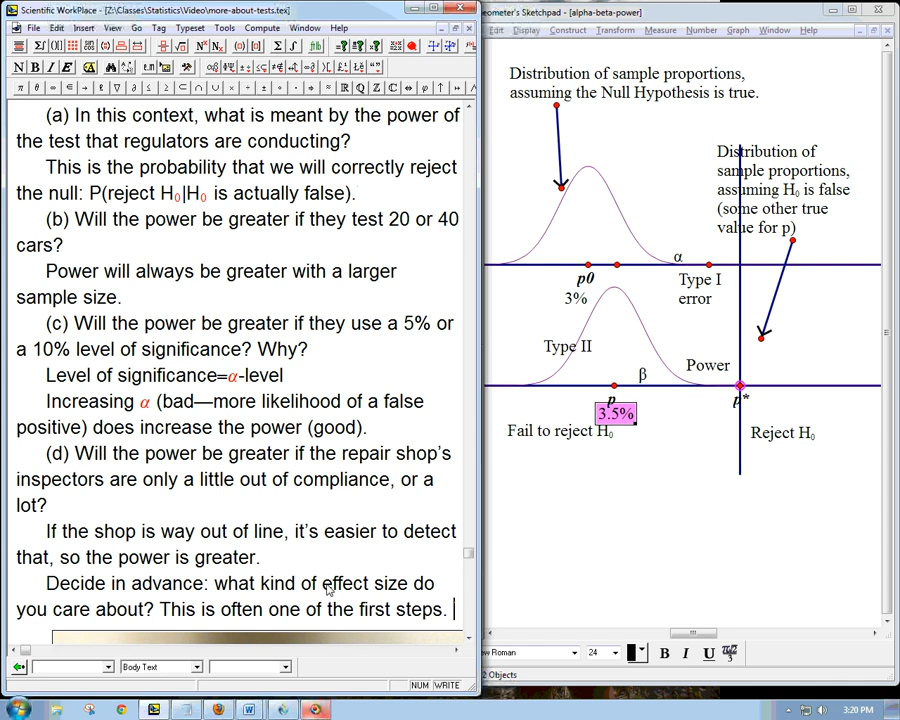 Scientific WorkPlace - [Z:\Classes\Statistics\Video\more-about-tests.tex]
File Edit Insert View Go Tag Typeset Tools Compute Window Help
N B I E
(a) In this context, what is meant by the power of
the test that regulators are conducting?
This is the probability that we will correctly reject
the null: P(reject H₀|H₀ is actually false).
(b) Will the power be greater if they test 20 or 40
cars?
Power will always be greater with a larger
sample size.
(c) Will the power be greater if they use a 5% or
a 10% level of significance? Why?
Level of significance=α-level
Increasing α (bad—more likelihood of a false
positive) does increase the power (good).
(d) Will the power be greater if the repair shop's
inspectors are only a little out of compliance, or a
lot?
If the shop is way out of line, it's easier to detect
that, so the power is greater.
Decide in advance: what kind of effect size do
you care about? This is often one of the first steps.
Body Text
NUM WRITE
eometer's Sketchpad - [alpha-beta-power]
Edit Display Construct Transform Measure Number Graph Window Help
Distribution of sample proportions,
assuming the Null Hypothesis is true.
Distribution of
sample proportions,
assuming H₀ is false
(some other true
value for p)
α
p0
3%
Type I
error
Type II
Power
β
p
p*
3.5%
Fail to reject H₀
Reject H₀
w Roman 24 B I U
2 Objects
3:20 PM